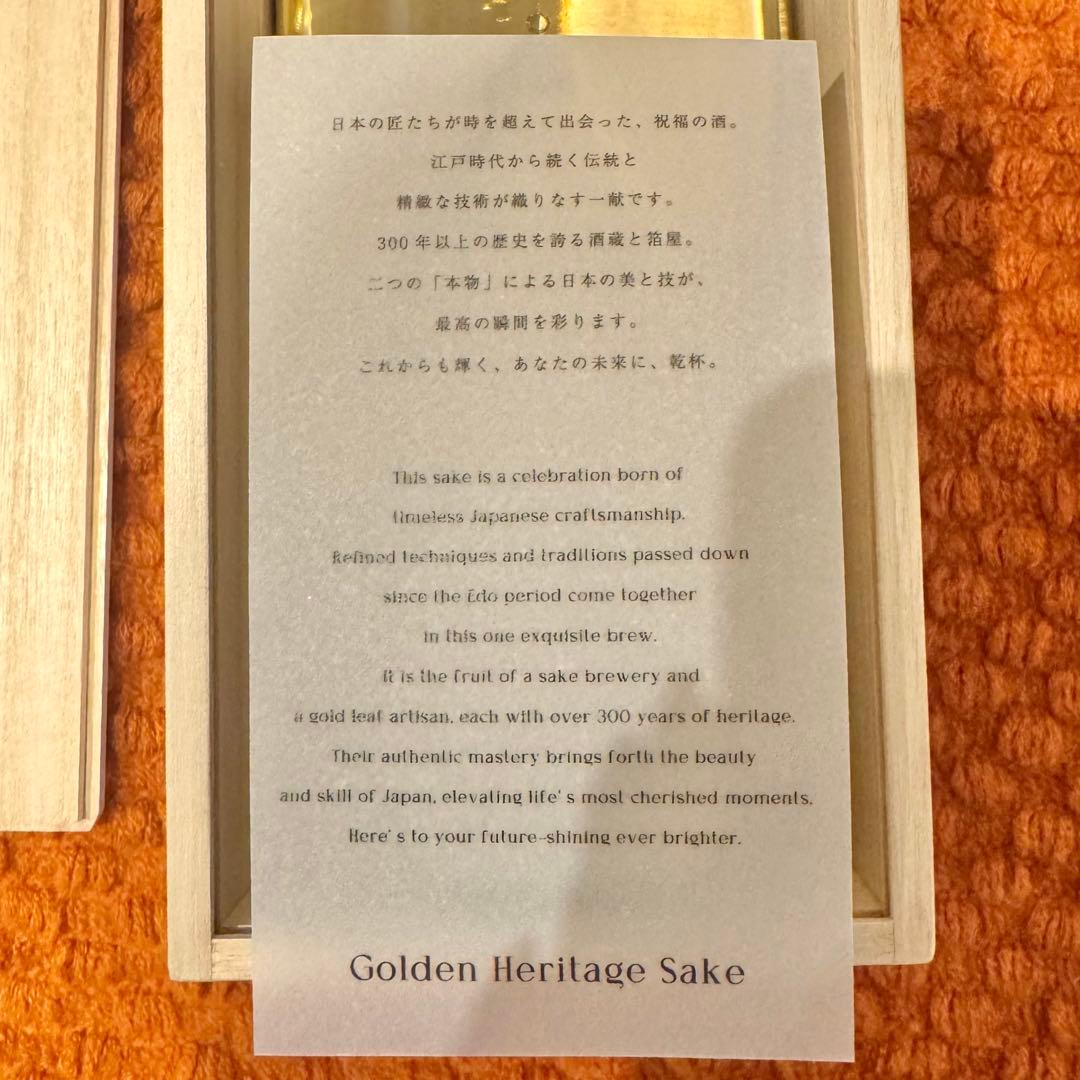 日本の匠たちが時を超えて出会った、祝福の酒。
江戸時代から続く伝統と
精緻な技術が織りなす一献です。
300年以上の歴史を誇る酒蔵と箔屋。
二つの「本物」による日本の美と技が、
最高の瞬間を彩ります。
これからも輝く、あなたの未来に、乾杯。
This sake is a celebration born of
timeless Japanese craftsmanship.
Refined techniques and traditions passed down
since the Edo period come together
in this one exquisite brew.
It is the fruit of a sake brewery and
a gold leaf artisan, each with over 300 years of heritage.
Their authentic mastery brings forth the beauty
and skill of Japan, elevating life's most cherished moments.
Here's to your future-shining ever brighter.
Golden Heritage Sake